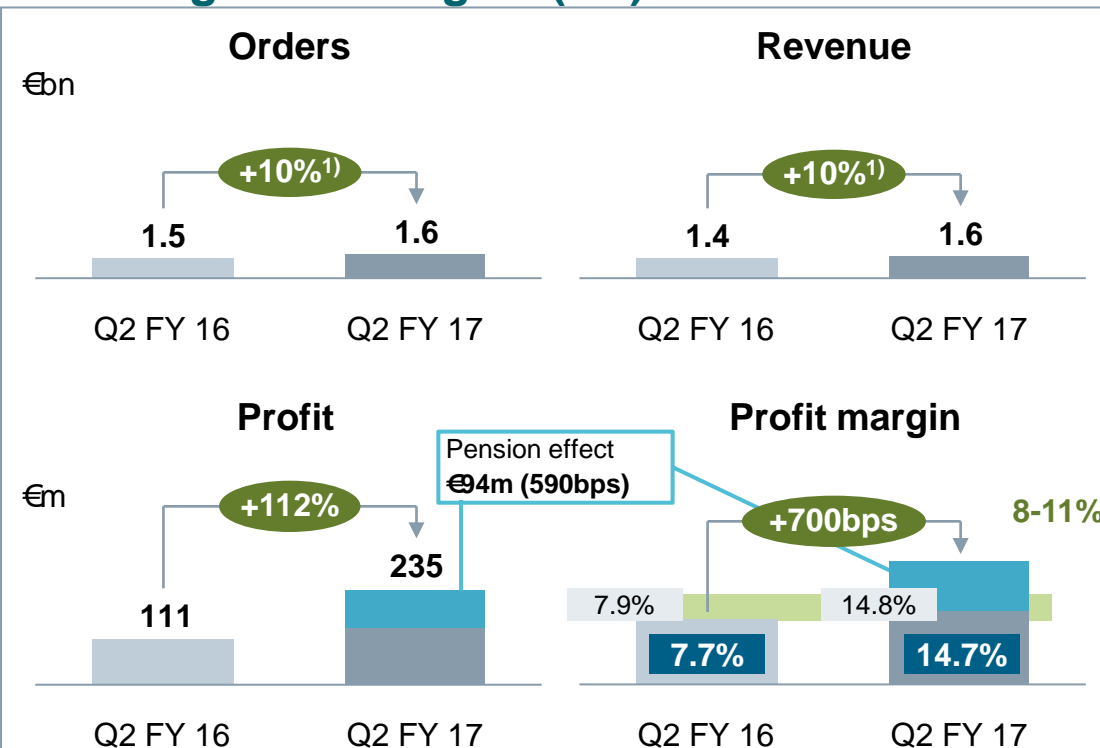 Orders
Revenue
€bn
+10%1)
+10%1)
1.5
1.6
1.4
1.6
Q2 FY 16
Q2 FY 17
Q2 FY 16
Q2 FY 17
Profit
Profit margin
Pension effect
€94m (590bps)
€m
+112%
+700bps
8-11%
235
111
7.9%
14.8%
7.7%
14.7%
Q2 FY 16
Q2 FY 17
Q2 FY 16
Q2 FY 17